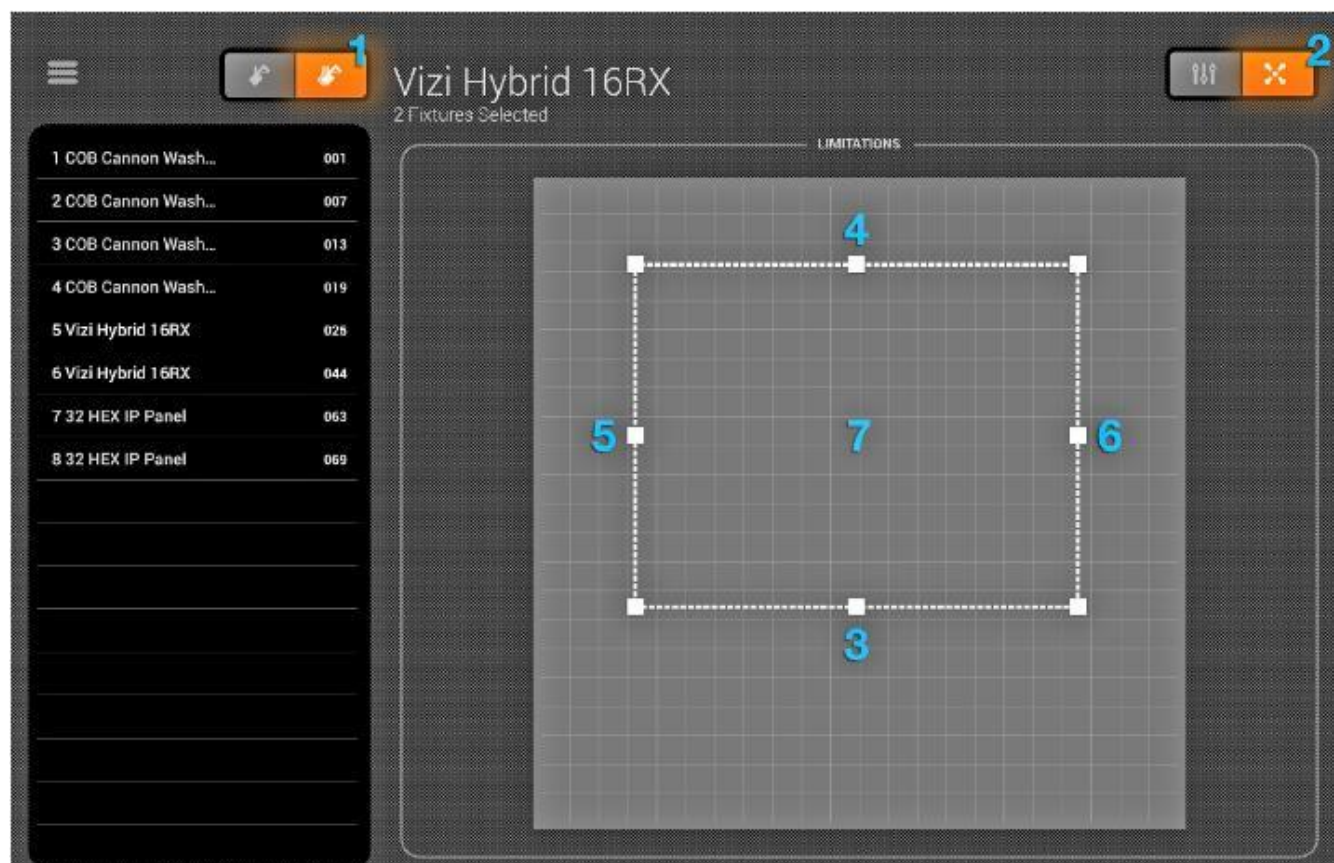 1
2
Vizi Hybrid 16RX
2 Fixtures Selected
LIMITATIONS
1 COB Cannon Wash... 001
2 COB Cannon Wash... 007
3 COB Cannon Wash... 013
4 COB Cannon Wash... 019
5 Vizi Hybrid 16RX 025
6 Vizi Hybrid 16RX 044
7 32 HEX IP Panel 063
8 32 HEX IP Panel 069
4
5
7
6
3